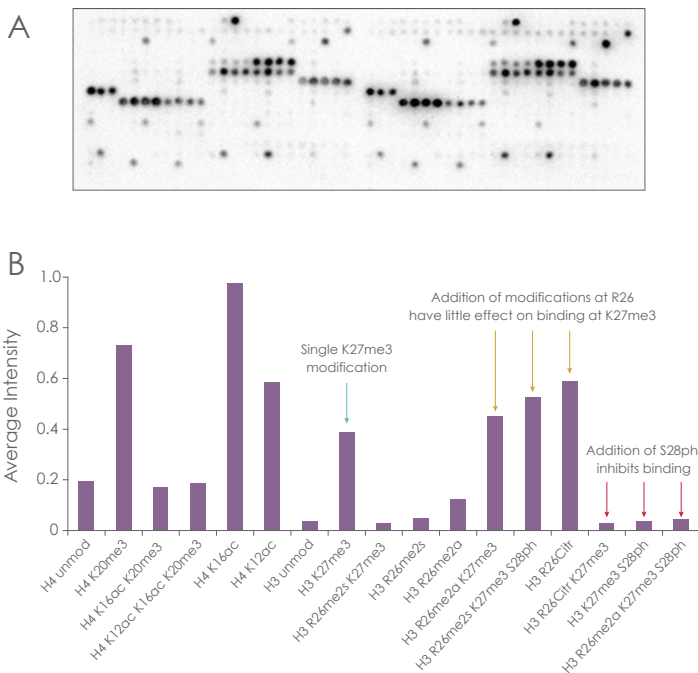 A
B
Average Intensity
1.0
0.8
0.6
0.4
0.2
0
Single K27me3
modification
Addition of modifications at R26
have little effect on binding at K27me3
Addition of S28ph
inhibits binding
H4 unmod
H4 K20me3
H4 K16ac K20me3
H4 K12ac K16ac K20me3
H4 K16ac
H4 K12ac
H3 unmod
H3 K27me3
H3 R26me2s K27me3
H3 R26me2s
H3 R26me2a
H3 R26me2a K27me3
H3 R26me2s K27me3 S28ph
H3 R26Citr
H3 R26Citr K27me3
H3 K27me3 S28ph
H3 R26me2a K27me3 S28ph